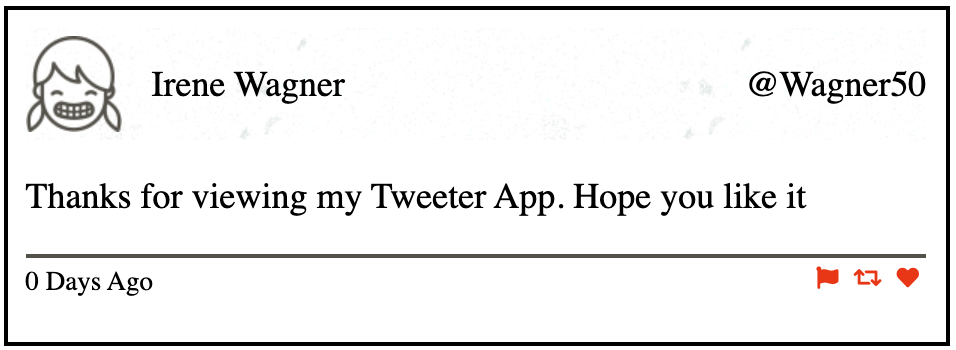 Irene Wagner @Wagner50
Thanks for viewing my Tweeter App. Hope you like it
0 Days Ago